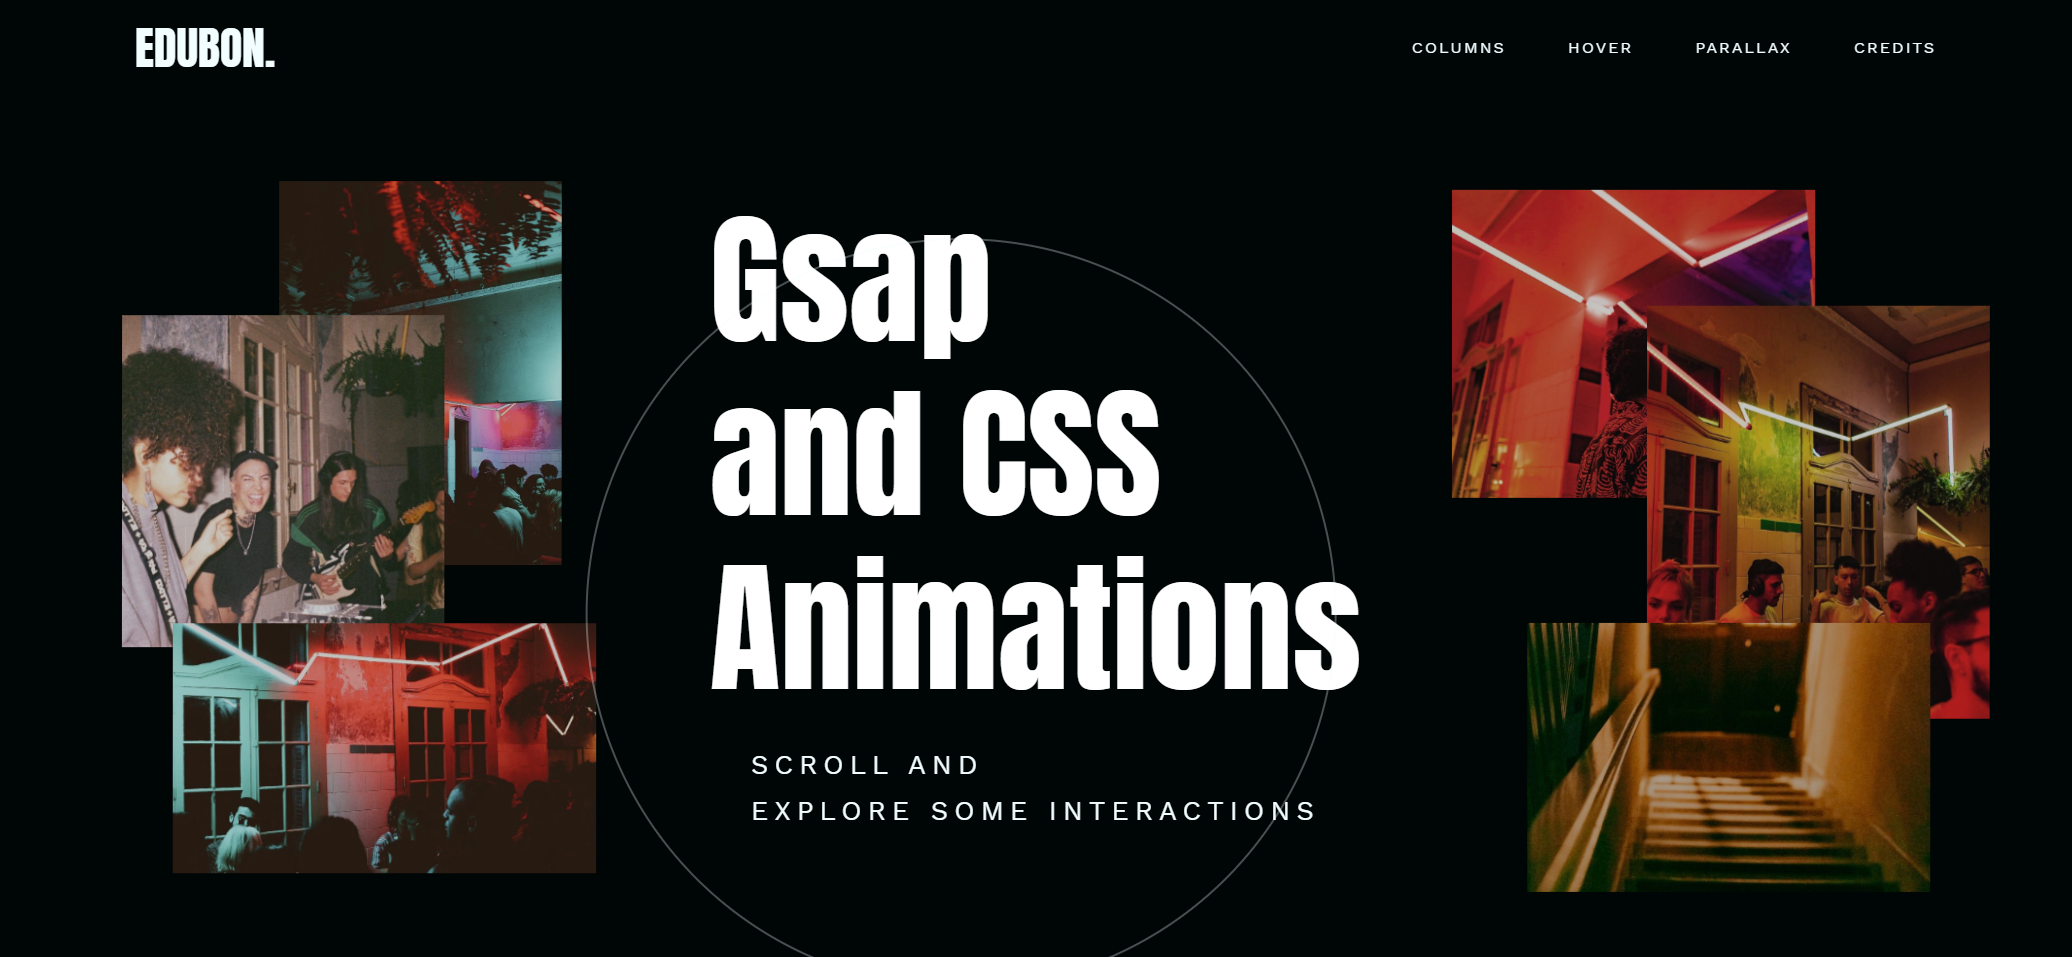 EDUBON.
COLUMNS
HOVER
PARALLAX
CREDITS
Gsap
and CSS
Animations
SCROLL AND
EXPLORE SOME INTERACTIONS